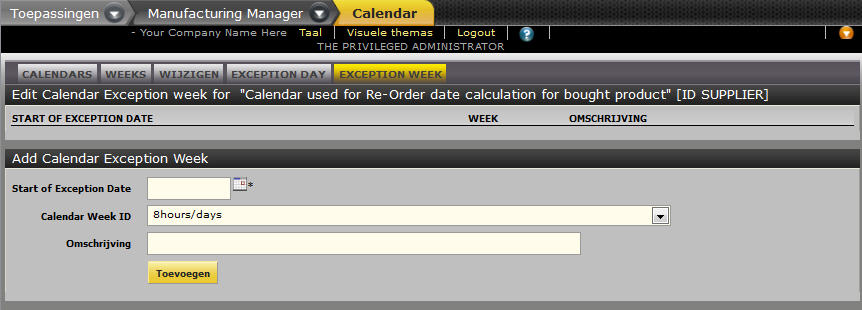 Toepassingen Manufacturing Manager Calendar
- Your Company Name Here Taal Visuele themas Logout ?
THE PRIVILEGED ADMINISTRATOR
CALENDARS WEEKS WIJZIGEN EXCEPTION DAY EXCEPTION WEEK
Edit Calendar Exception week for "Calendar used for Re-Order date calculation for bought product" [ID SUPPLIER]
START OF EXCEPTION DATE WEEK OMSCHRIJVING
Add Calendar Exception Week
Start of Exception Date *
Calendar Week ID 8hours/days
Omschrijving
Toevoegen